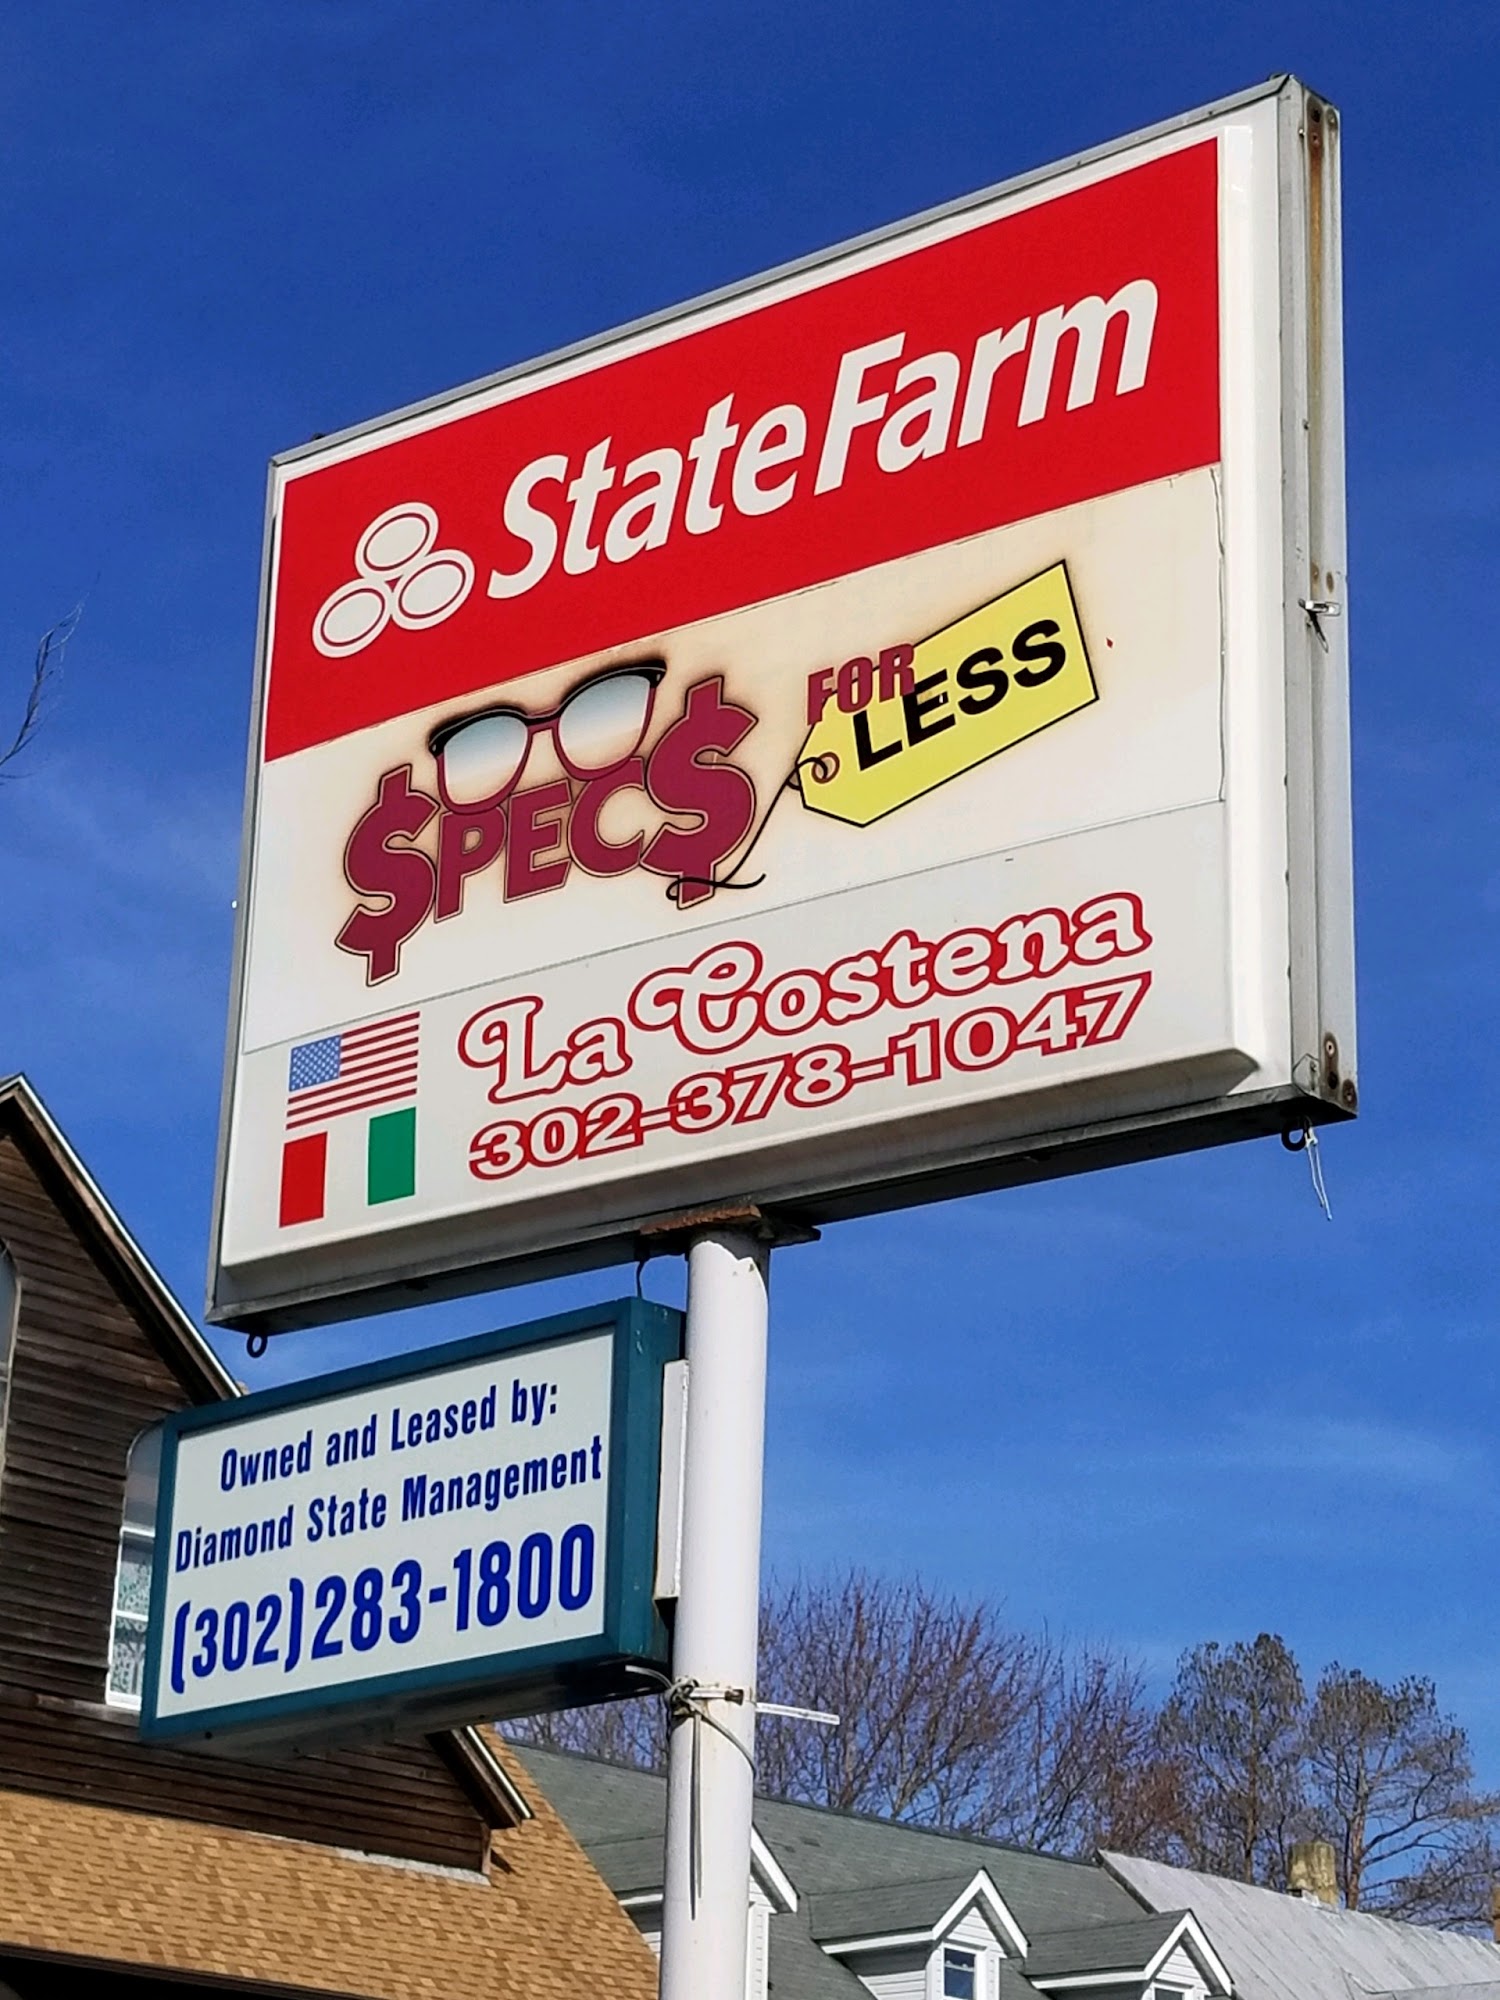 State Farm
$PEC$ FOR LESS
La Costena
302-378-1047
Owned and Leased by:
Diamond State Management
(302)283-1800